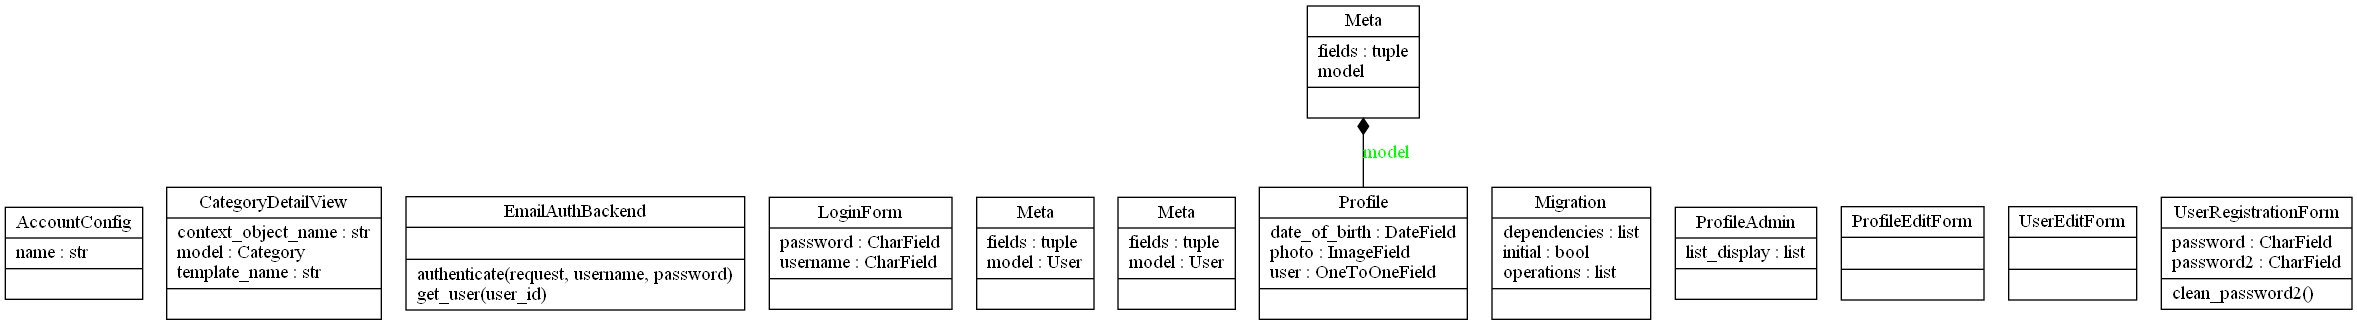 Meta
fields : tuple
model
model
AccountConfig
name : str
CategoryDetailView
context_object_name : str
model : Category
template_name : str
EmailAuthBackend
authenticate(request, username, password)
get_user(user_id)
LoginForm
password : CharField
username : CharField
Meta
fields : tuple
model : User
Meta
fields : tuple
model : User
Profile
date_of_birth : DateField
photo : ImageField
user : OneToOneField
Migration
dependencies : list
initial : bool
operations : list
ProfileAdmin
list_display : list
ProfileEditForm
UserEditForm
UserRegistrationForm
password : CharField
password2 : CharField
clean_password2()